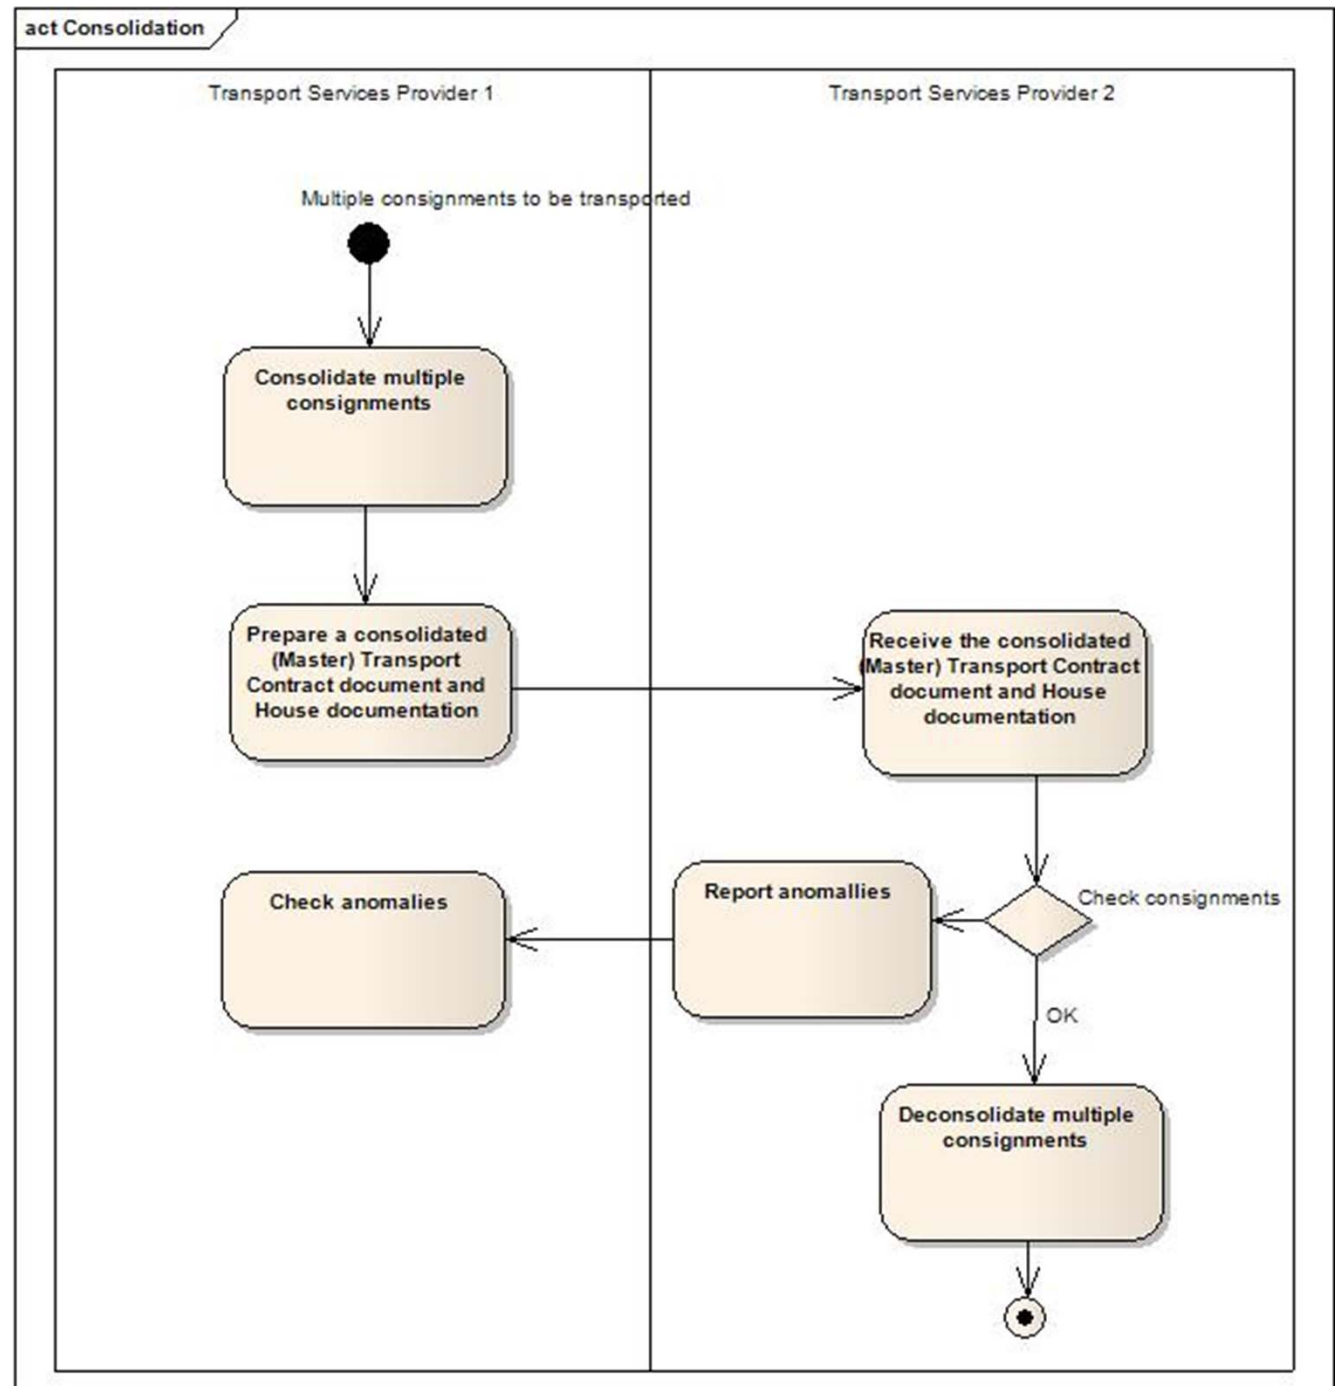 act Consolidation
Transport Services Provider 1
Transport Services Provider 2
Multiple consignments to be transported
Consolidate multiple
consignments
Prepare a consolidated
(Master) Transport
Contract document and
House documentation
Receive the consolidated
(Master) Transport Contract
document and House
documentation
Check anomalies
Report anomallies
Check consignments
OK
Deconsolidate multiple
consignments